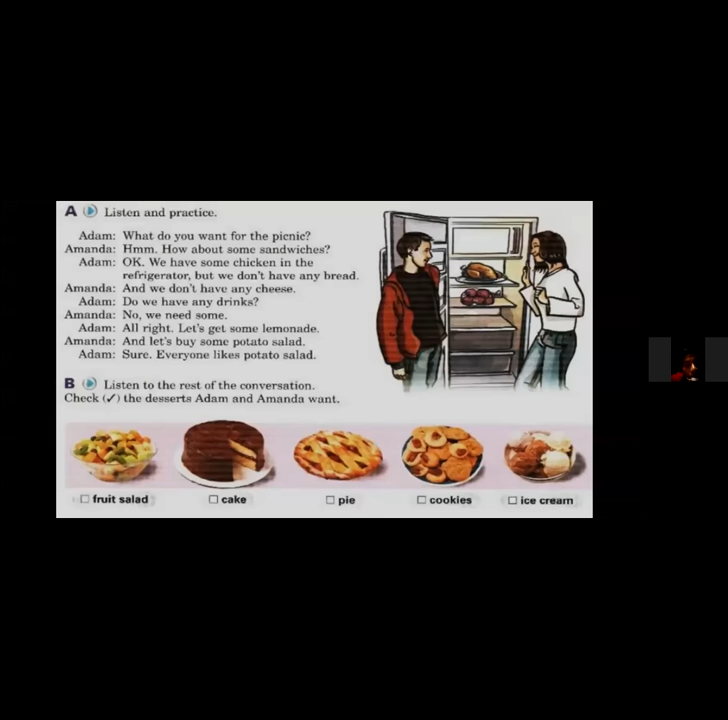 A Listen and practice.
Adam: What do you want for the picnic?
Amanda: Hmm. How about some sandwiches?
Adam: OK. We have some chicken in the
refrigerator, but we don't have any bread.
Amanda: And we don't have any cheese.
Adam: Do we have any drinks?
Amanda: No, we need some.
Adam: All right. Let's get some lemonade.
Amanda: And let's buy some potato salad.
Adam: Sure. Everyone likes potato salad.
B Listen to the rest of the conversation.
Check (✓) the desserts Adam and Amanda want.
☐ fruit salad ☐ cake ☐ pie ☐ cookies ☐ ice cream